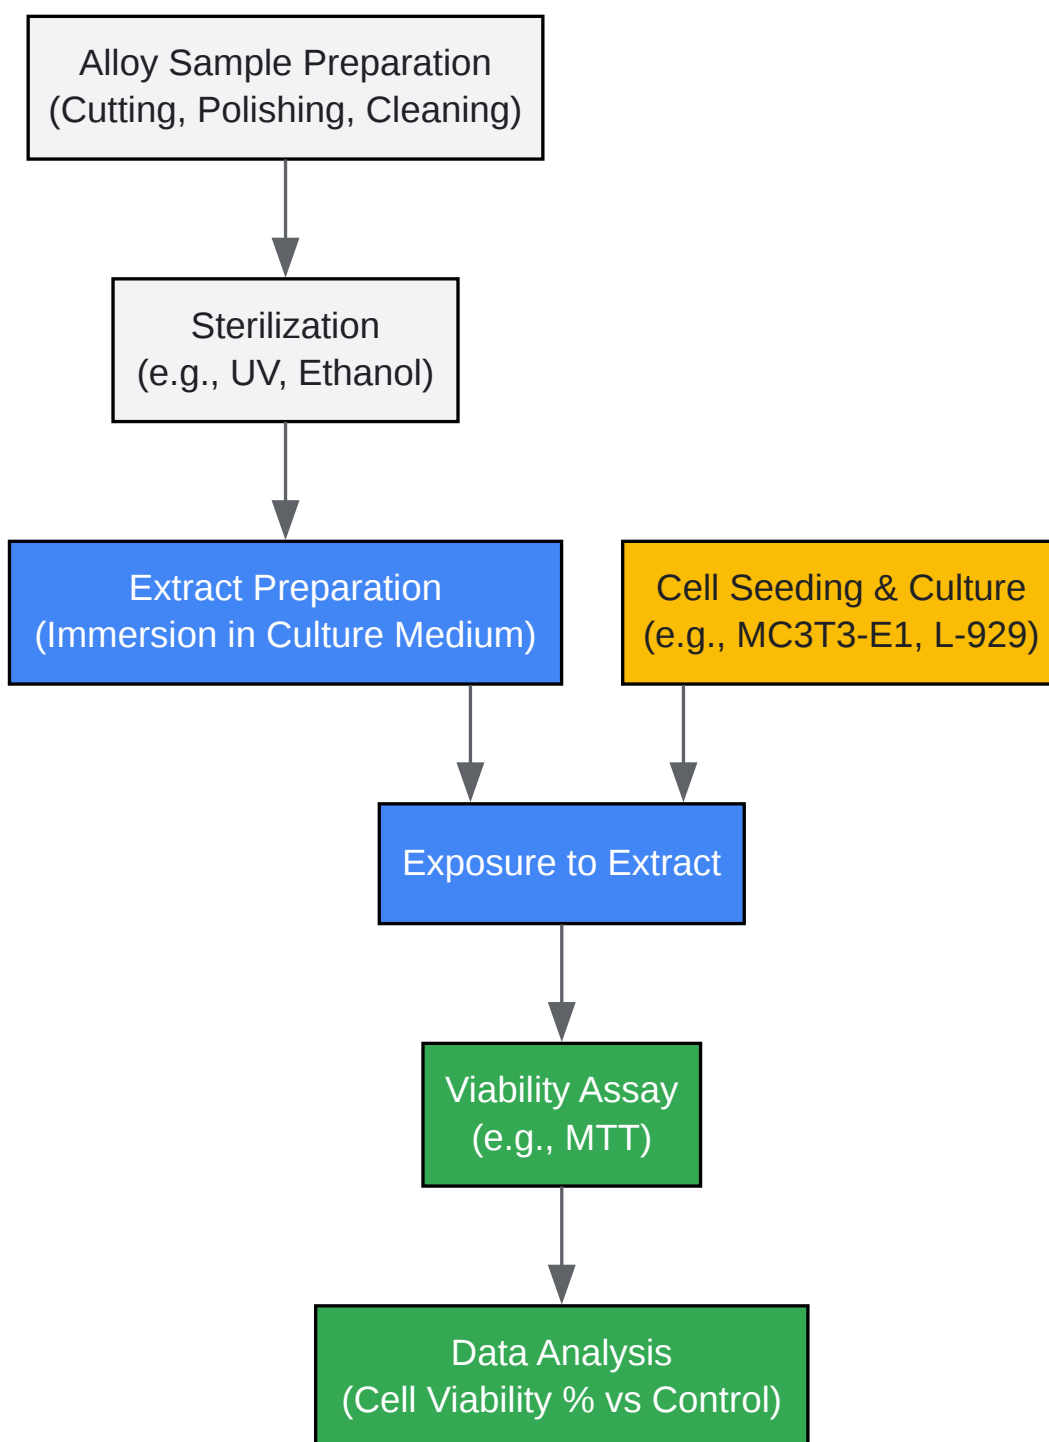 Alloy Sample Preparation
(Cutting, Polishing, Cleaning)
Sterilization
(e.g., UV, Ethanol)
Extract Preparation
(Immersion in Culture Medium)
Cell Seeding & Culture
(e.g., MC3T3-E1, L-929)
Exposure to Extract
Viability Assay
(e.g., MTT)
Data Analysis
(Cell Viability % vs Control)